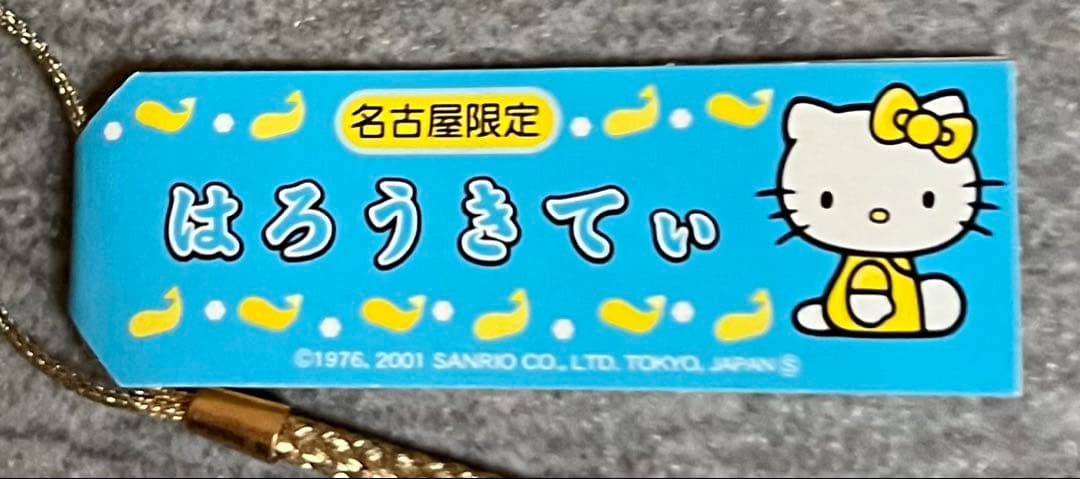 名古屋限定
はろうきてぃ
©1976, 2001 SANRIO CO., LTD. TOKYO, JAPAN Ⓢ